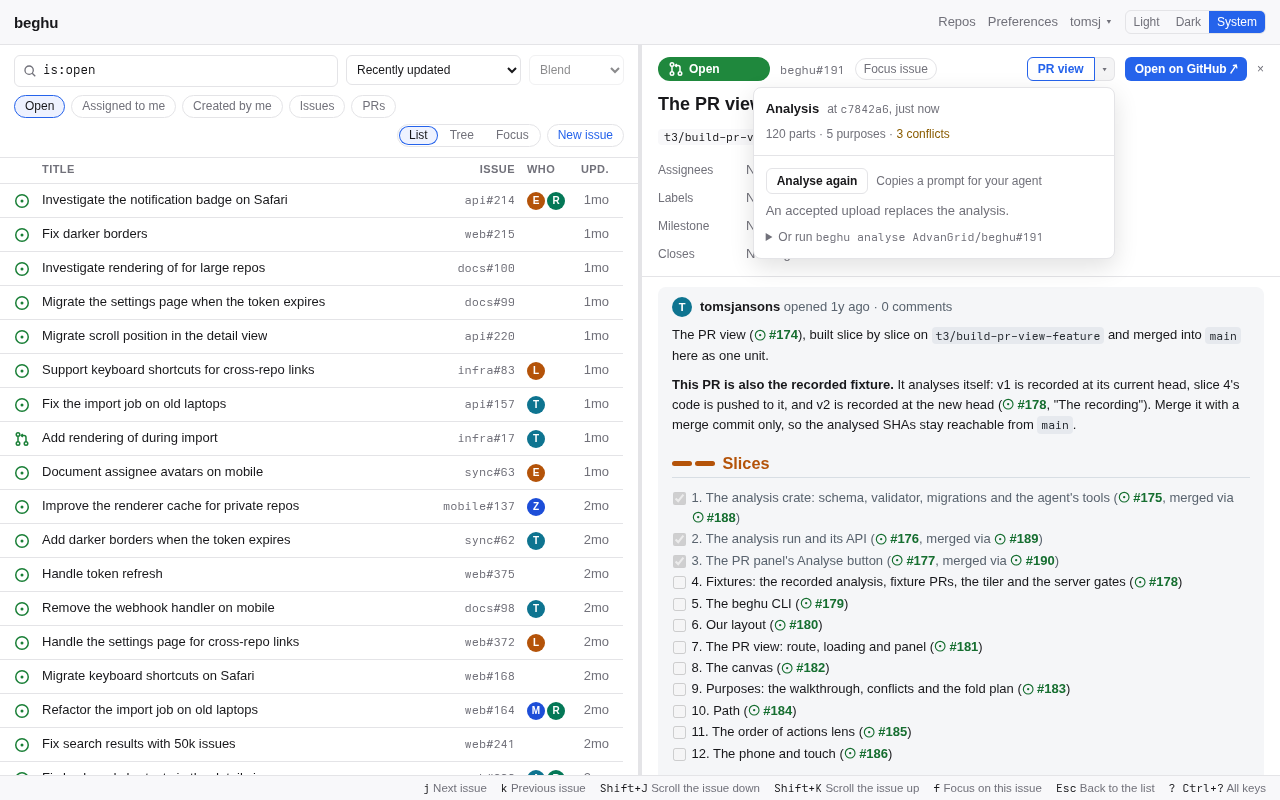 beghu
Repos Preferences tomsj Light Dark System
is:open
Recently updated
Blend
Open Assigned to me Created by me Issues PRs
List Tree Focus New issue
TITLE ISSUE WHO UPD.
Investigate the notification badge on Safari api#214 E R 1mo
Fix darker borders web#215 1mo
Investigate rendering of for large repos docs#100 1mo
Migrate the settings page when the token expires docs#99 1mo
Migrate scroll position in the detail view api#220 1mo
Support keyboard shortcuts for cross-repo links infra#83 L 1mo
Fix the import job on old laptops api#157 T 1mo
Add rendering of during import infra#17 T 1mo
Document assignee avatars on mobile sync#63 E 1mo
Improve the renderer cache for private repos mobile#137 Z 2mo
Add darker borders when the token expires sync#62 T 2mo
Handle token refresh web#375 2mo
Remove the webhook handler on mobile docs#98 T 2mo
Handle the settings page for cross-repo links web#372 L 2mo
Migrate keyboard shortcuts on Safari web#168 2mo
Refactor the import job on old laptops web#164 M R 2mo
Fix search results with 50k issues web#241 2mo
Open beghu#191 Focus issue PR view Open on GitHub ×
The PR view
t3/build-pr-v
Assignees
Labels
Milestone
Closes
Analysis at c7842a6, just now
120 parts · 5 purposes · 3 conflicts
Analyse again Copies a prompt for your agent
An accepted upload replaces the analysis.
Or run beghu analyse AdvanGrid/beghu#191
T tomsjansons opened 1y ago · 0 comments
The PR view (#174), built slice by slice on t3/build-pr-view-feature and merged into main
here as one unit.
This PR is also the recorded fixture. It analyses itself: v1 is recorded at its current head, slice 4's
code is pushed to it, and v2 is recorded at the new head (#178, "The recording"). Merge it with a
merge commit only, so the analysed SHAs stay reachable from main.
Slices
1. The analysis crate: schema, validator, migrations and the agent's tools (#175, merged via
#188)
2. The analysis run and its API (#176, merged via #189)
3. The PR panel's Analyse button (#177, merged via #190)
4. Fixtures: the recorded analysis, fixture PRs, the tiler and the server gates (#178)
5. The beghu CLI (#179)
6. Our layout (#180)
7. The PR view: route, loading and panel (#181)
8. The canvas (#182)
9. Purposes: the walkthrough, conflicts and the fold plan (#183)
10. Path (#184)
11. The order of actions lens (#185)
12. The phone and touch (#186)
j Next issue k Previous issue Shift+J Scroll the issue down Shift+K Scroll the issue up f Focus on this issue Esc Back to the list ? Ctrl+? All keys